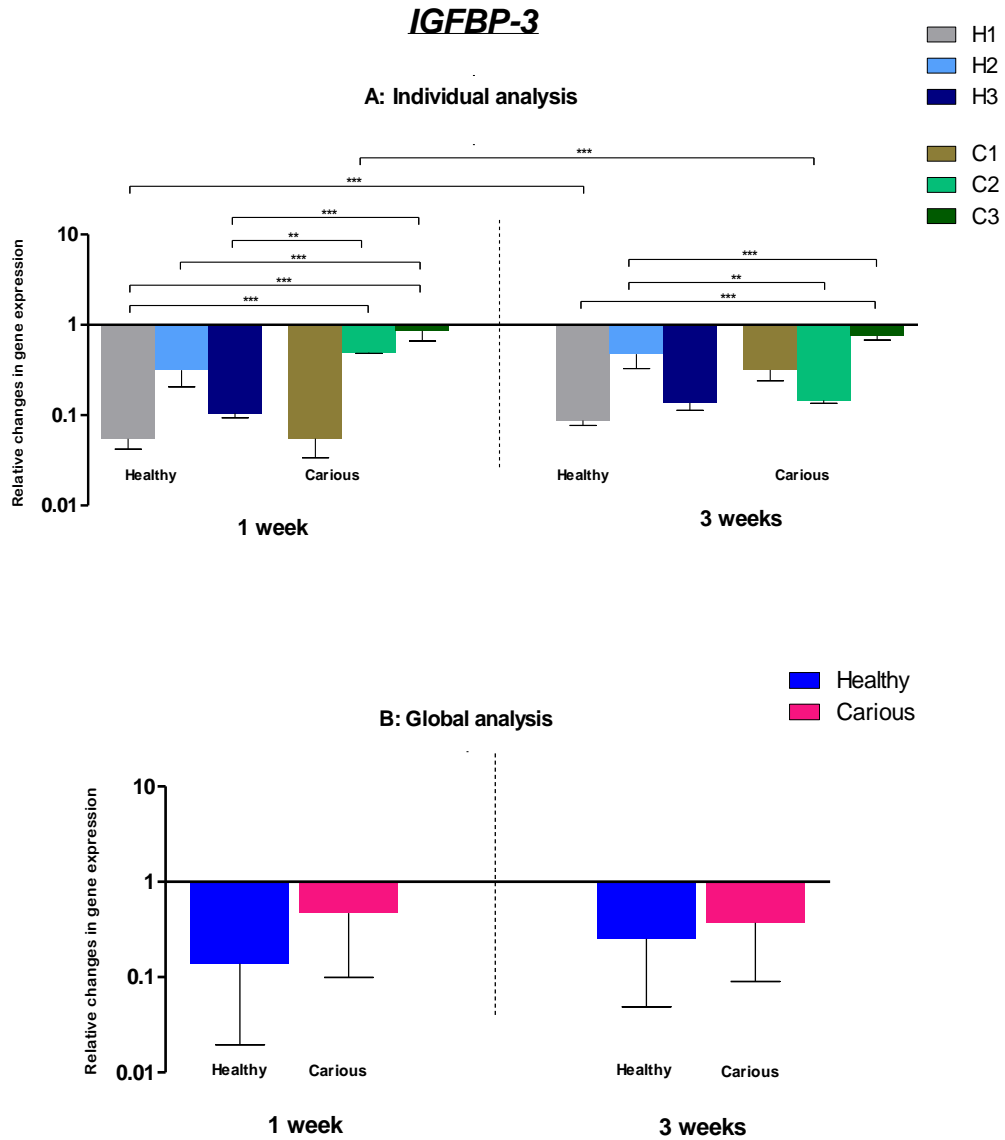 IGFBP-3
H1
H2
H3
C1
C2
C3
A: Individual analysis
***
***
***
**
***
***
***
***
**
***
Relative changes in gene expression
10
1
0.1
0.01
Healthy
Carious
Healthy
Carious
1 week
3 weeks
Healthy
Carious
B: Global analysis
Relative changes in gene expression
10
1
0.1
0.01
Healthy
Carious
Healthy
Carious
1 week
3 weeks